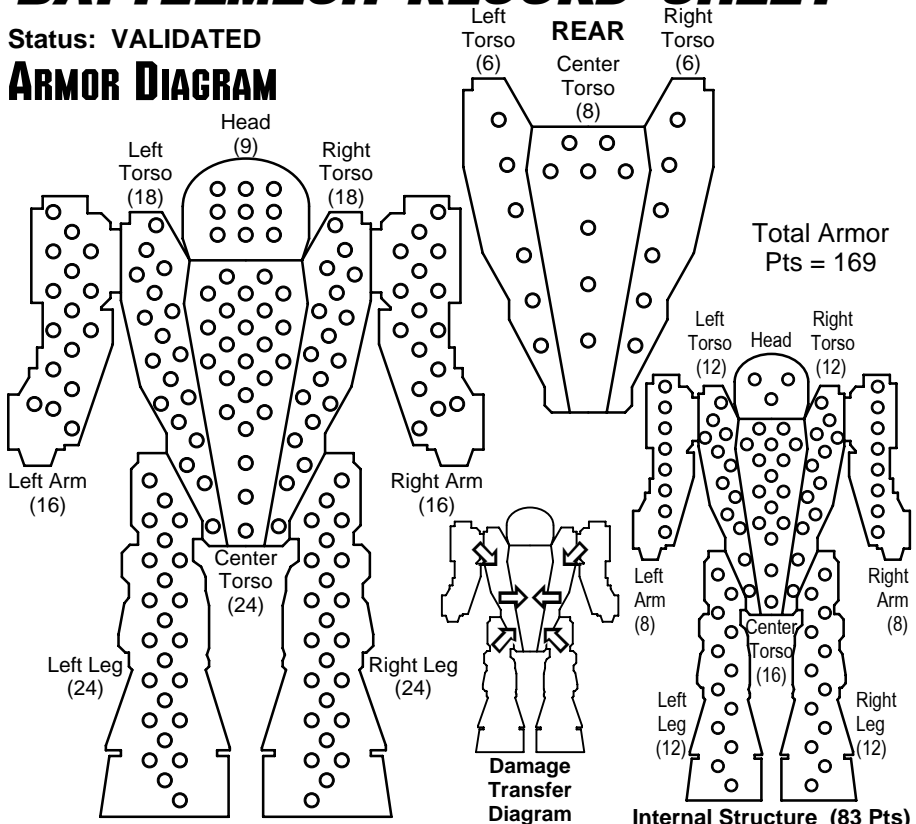 BATTLEMECH RECORD SHEET
Status: VALIDATED
ARMOR DIAGRAM
REAR
Left
Torso
(6)
Center
Torso
(8)
Right
Torso
(6)
Head
(9)
Left
Torso
(18)
Right
Torso
(18)
Total Armor
Pts = 169
Left Arm
(16)
Right Arm
(16)
Center
Torso
(24)
Left Leg
(24)
Right Leg
(24)
Damage
Transfer
Diagram
Left
Torso
(12)
Head
Right
Torso
(12)
Left
Arm
(8)
Right
Arm
(8)
Center
Torso
(16)
Left
Leg
(12)
Right
Leg
(12)
Internal Structure (83 Pts)